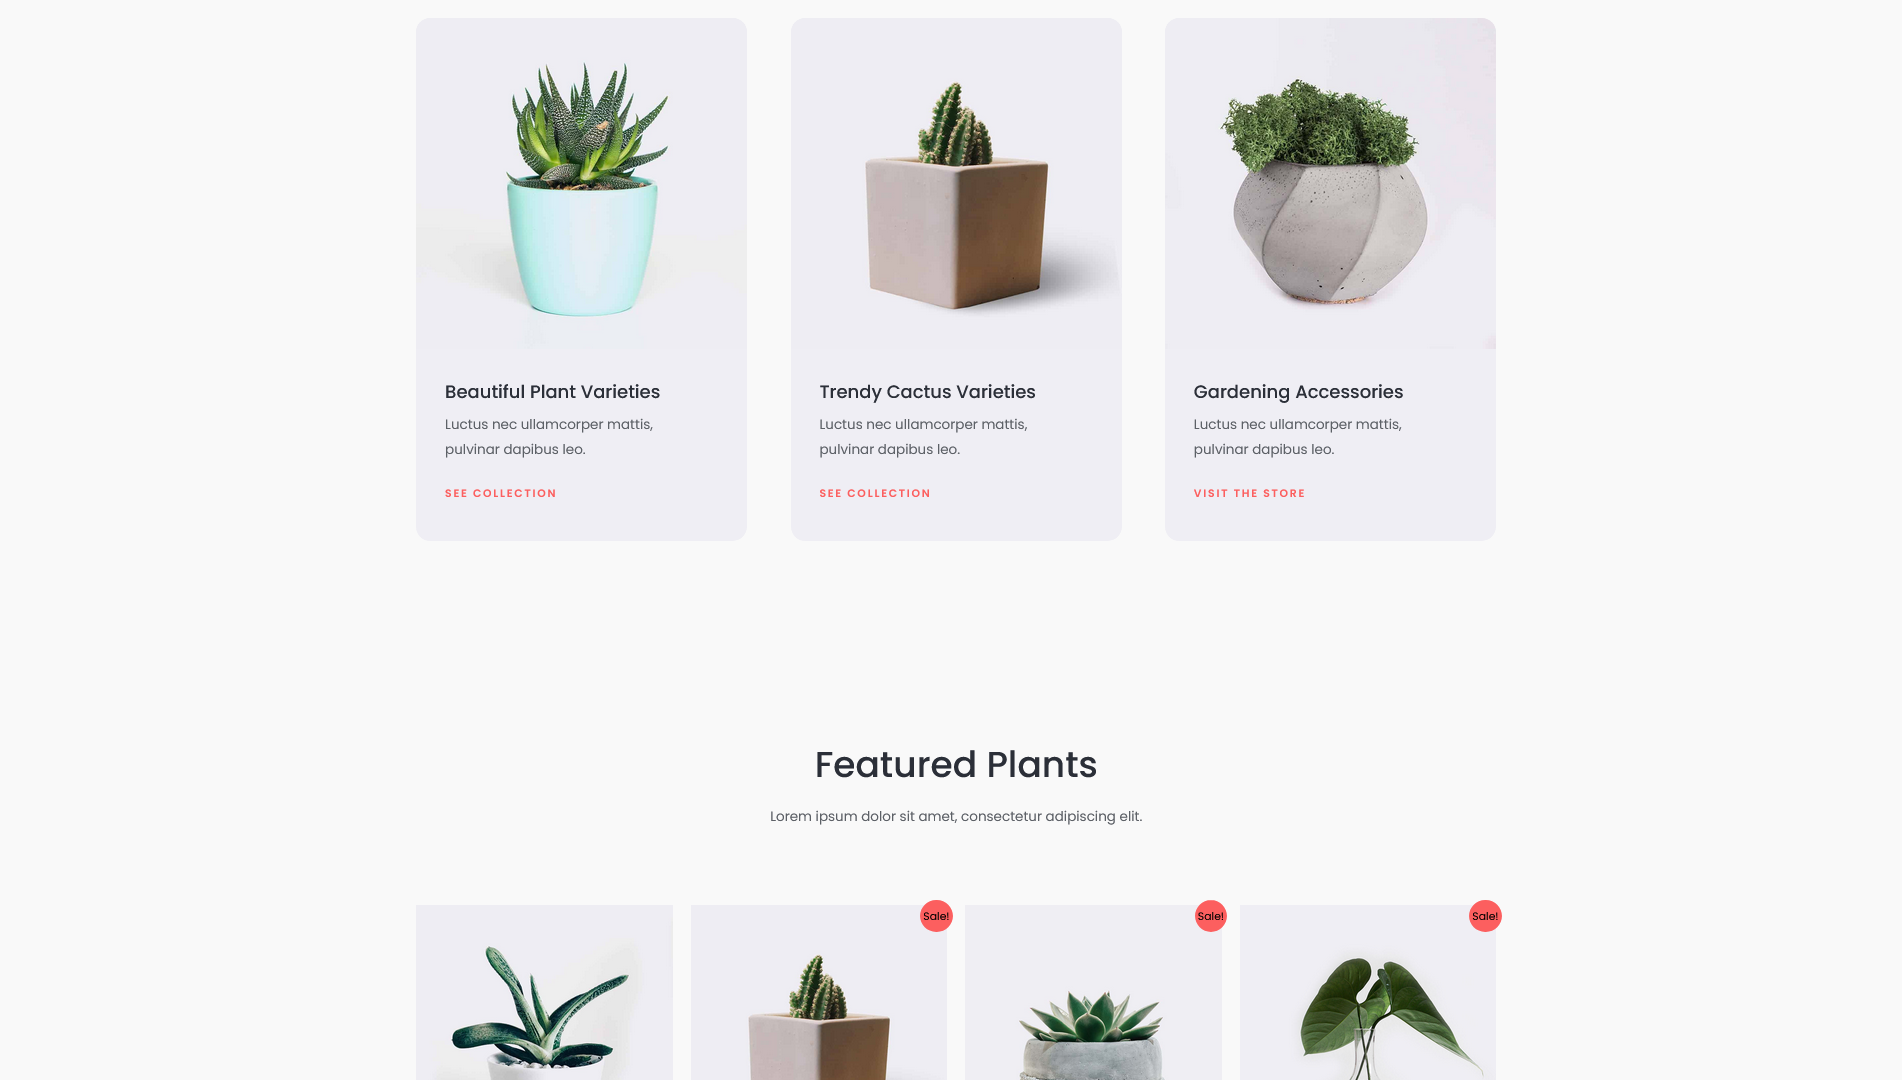 Beautiful Plant Varieties
Luctus nec ullamcorper mattis,
pulvinar dapibus leo.
SEE COLLECTION
Trendy Cactus Varieties
Luctus nec ullamcorper mattis,
pulvinar dapibus leo.
SEE COLLECTION
Gardening Accessories
Luctus nec ullamcorper mattis,
pulvinar dapibus leo.
VISIT THE STORE
Featured Plants
Lorem ipsum dolor sit amet, consectetur adipiscing elit.
Sale!
Sale!
Sale!